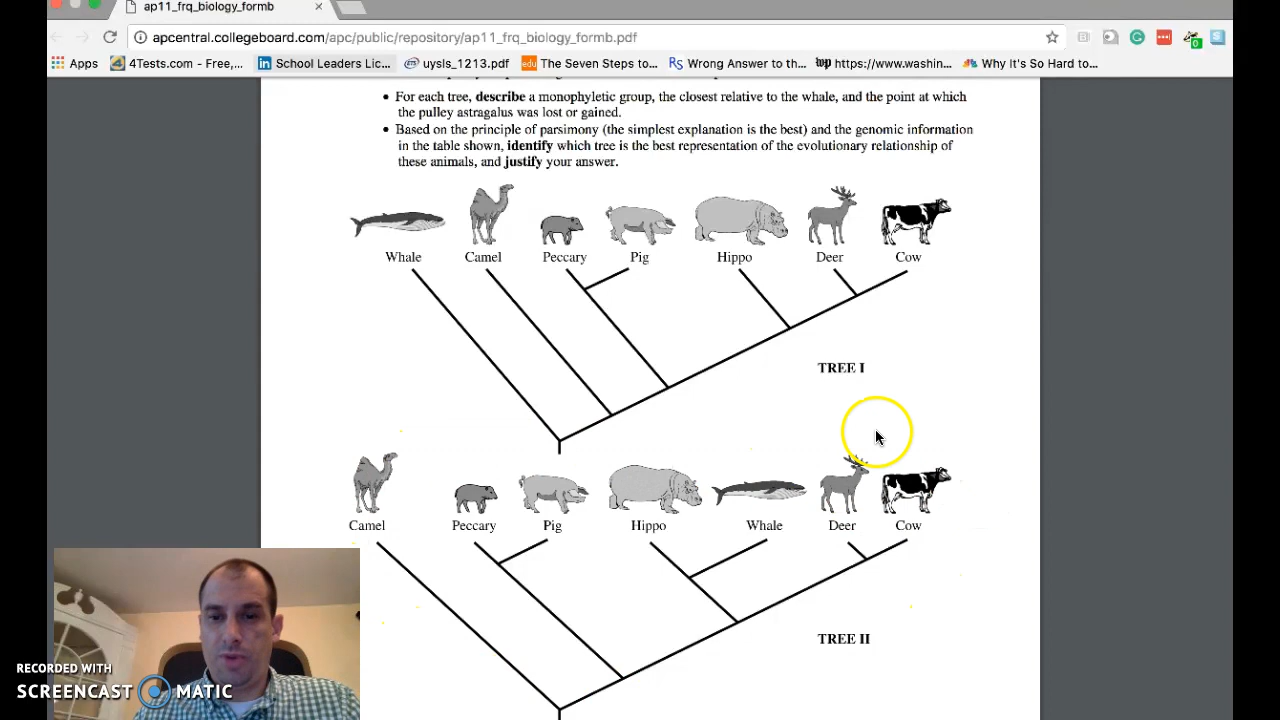 ap11_frq_biology_formb
apcentral.collegeboard.com/apc/public/repository/ap11_frq_biology_formb.pdf
Apps 4Tests.com - Free,... School Leaders Lic... uysls_1213.pdf edu The Seven Steps to... RS Wrong Answer to th... wp https://www.washin... Why It's So Hard to...
• For each tree, describe a monophyletic group, the closest relative to the whale, and the point at which
the pulley astragalus was lost or gained.
• Based on the principle of parsimony (the simplest explanation is the best) and the genomic information
in the table shown, identify which tree is the best representation of the evolutionary relationship of
these animals, and justify your answer.
Whale Camel Peccary Pig Hippo Deer Cow
TREE I
Camel Peccary Pig Hippo Whale Deer Cow
TREE II
RECORDED WITH
SCREENCAST MATIC